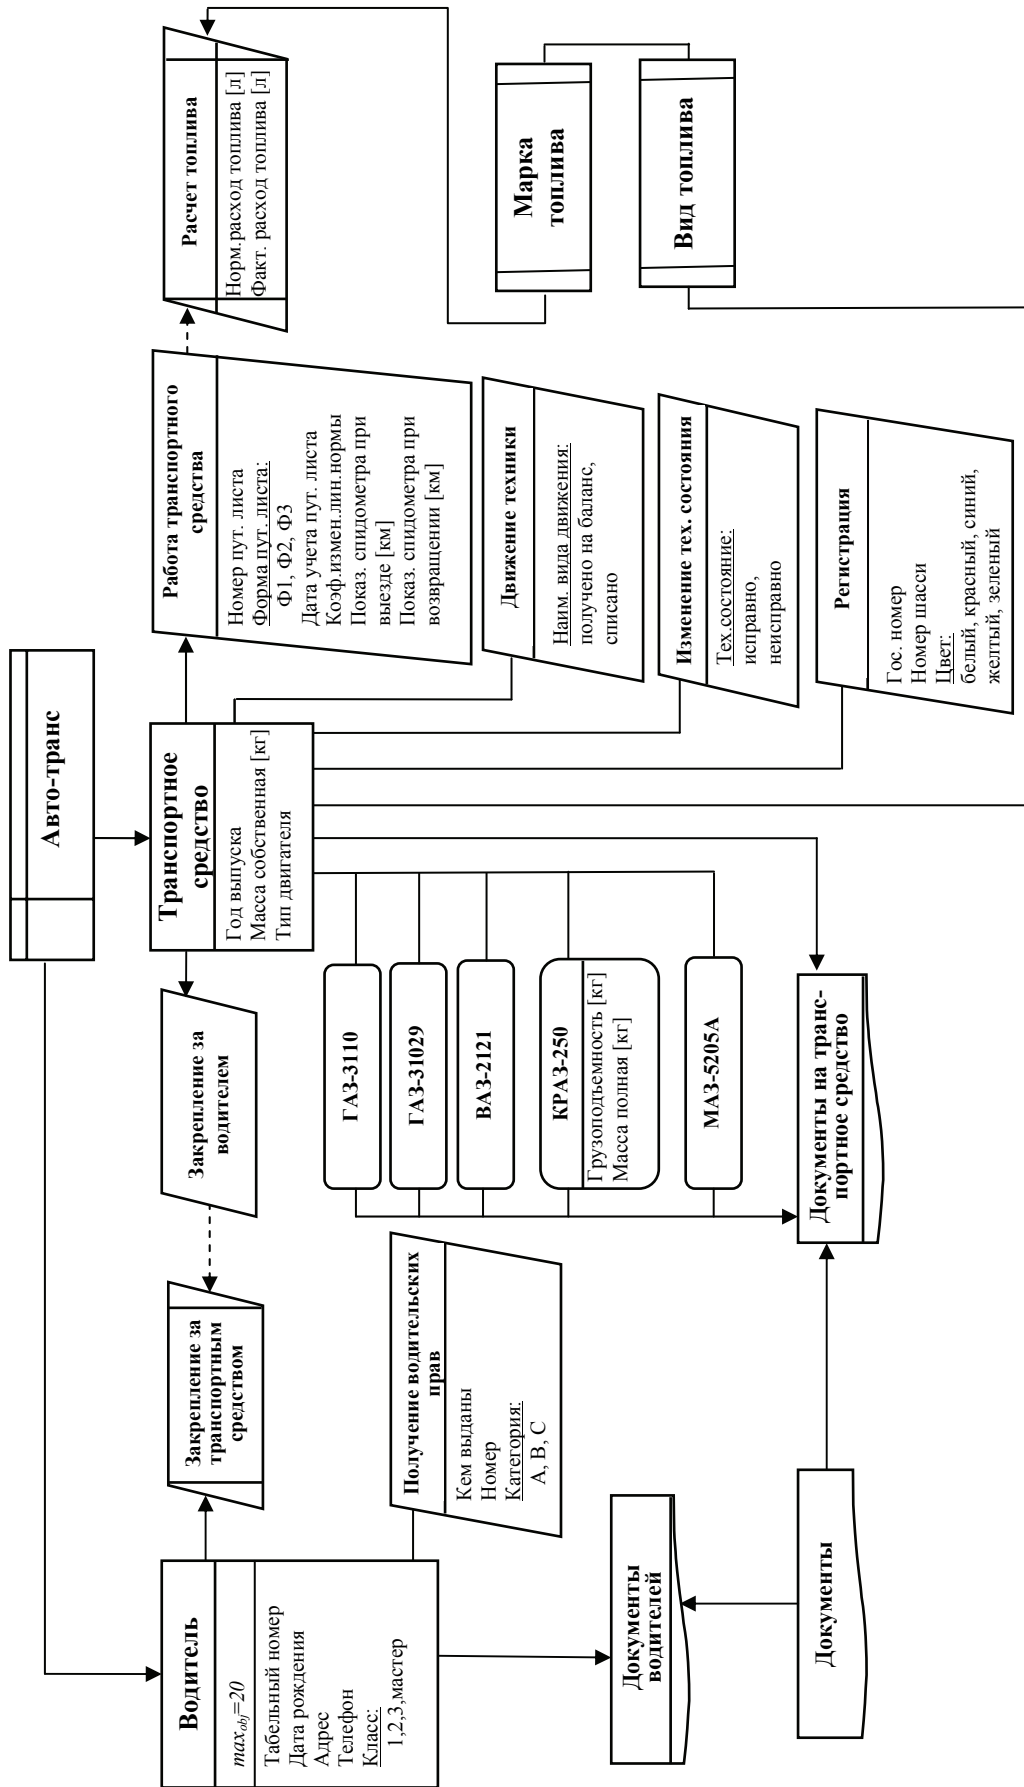 Авто-транс
Водитель
max_obj=20
Табельный номер
Дата рождения
Адрес
Телефон
Класс:
1,2,3,мастер
Закрепление за
транспортным
средством
Закрепление за
водителем
Транспортное
средство
Год выпуска
Масса собственная [кг]
Тип двигателя
Работа транспортного
средства
Номер пут. листа
Форма пут. листа:
Ф1, Ф2, Ф3
Дата учета пут. листа
Коэф.измен.лин.нормы
Показ. спидометра при
выезде [км]
Показ. спидометра при
возвращении [км]
Расчет топлива
Норм.расход топлива [л]
Факт. расход топлива [л]
Получение водительских
прав
Кем выданы
Номер
Категория:
А, В, С
ГАЗ-3110
ГАЗ-31029
ВАЗ-2121
КРАЗ-250
Грузоподъемность [кг]
Масса полная [кг]
МАЗ-5205А
Движение техники
Наим. вида движения:
получено на баланс,
списано
Изменение тех. состояния
Тех.состояние:
исправно,
неисправно
Регистрация
Гос. номер
Номер шасси
Цвет:
белый, красный, синий,
желтый, зеленый
Марка
топлива
Вид топлива
Документы
водителей
Документы
Документы на транс-
портное средство